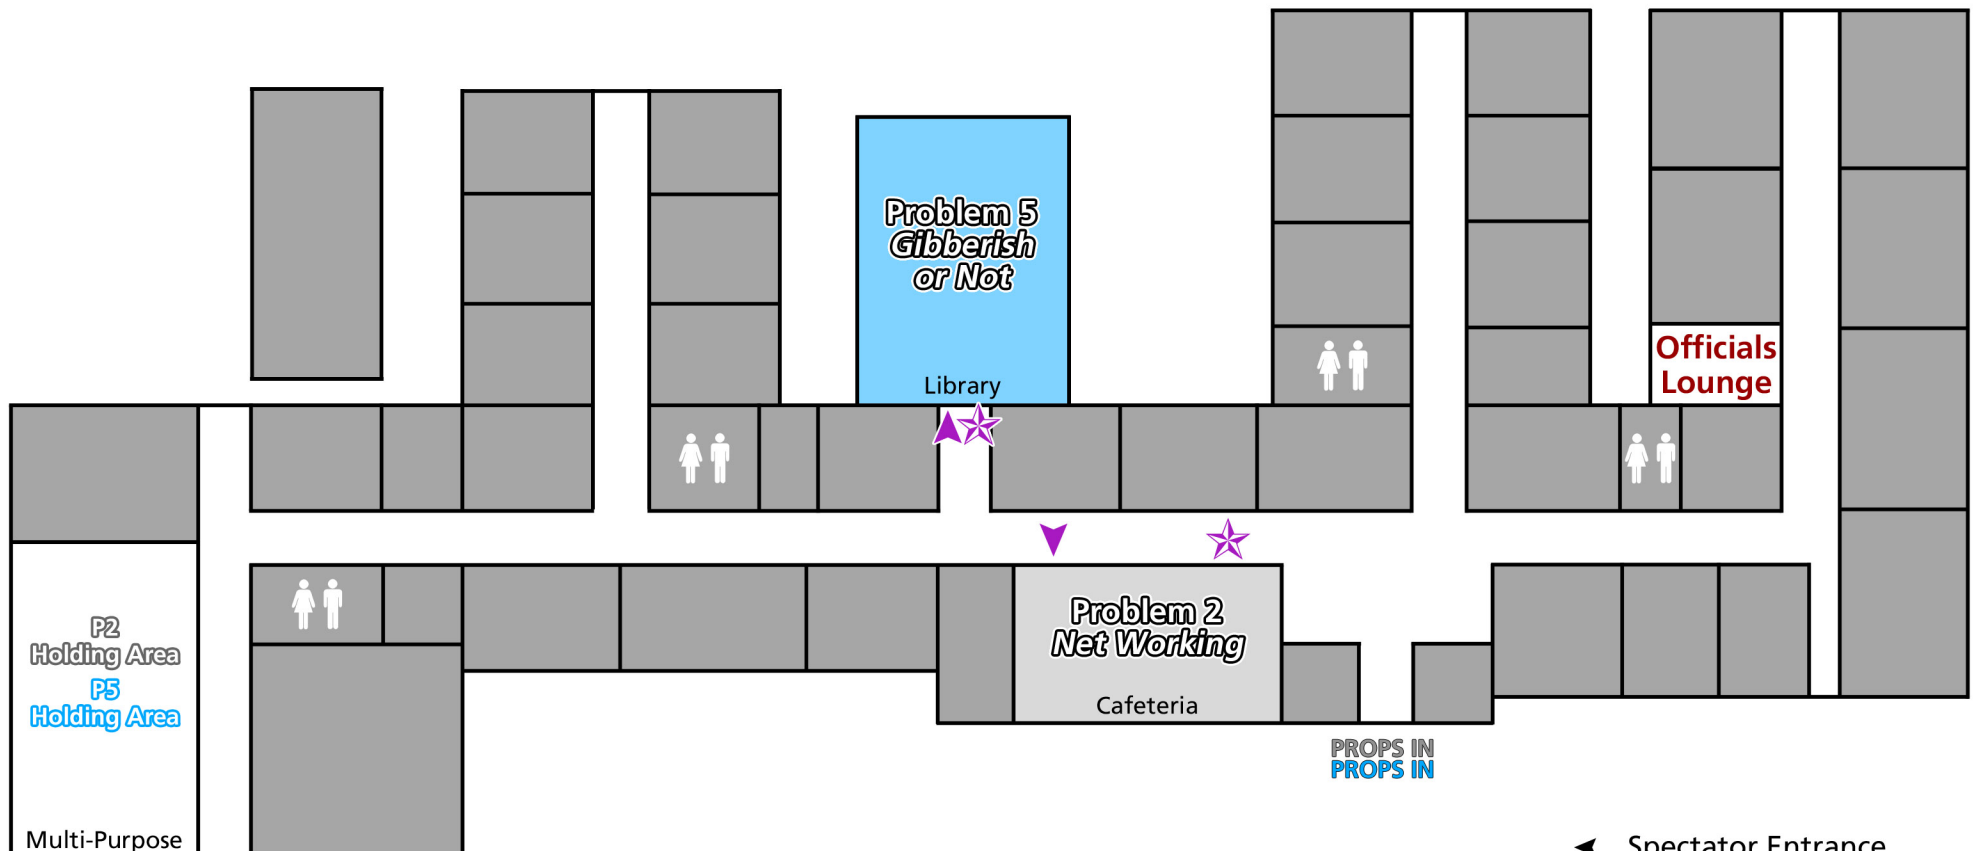 Problem 5
Gibberish
or Not
Library
Officials
Lounge
P2
Holding Area
P5
Holding Area
Multi-Purpose
Problem 2
Net Working
Cafeteria
PROPS IN
PROPS IN
Spectator Entrance